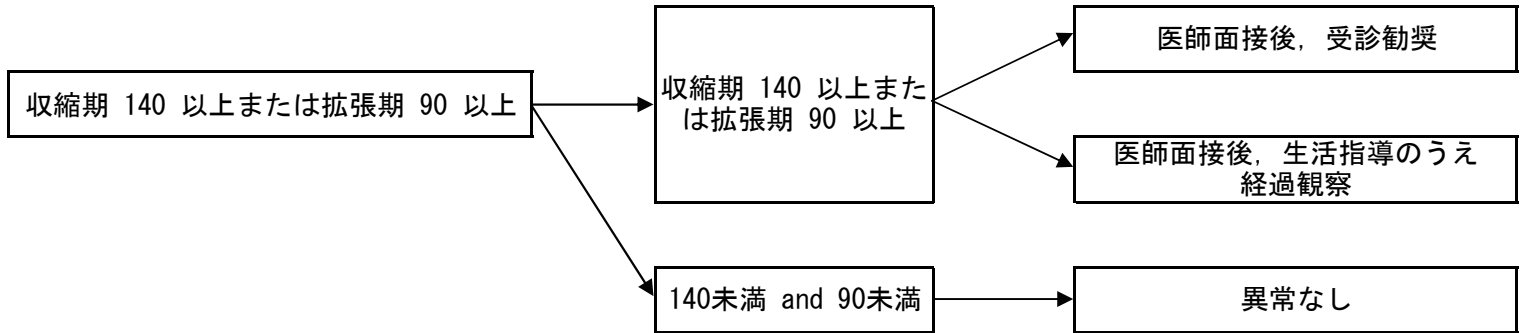 収縮期 140 以上または拡張期 90 以上
収縮期 140 以上また
は拡張期 90 以上
140未満 and 90未満
医師面接後, 受診勧奨
医師面接後, 生活指導のうえ
経過観察
異常なし